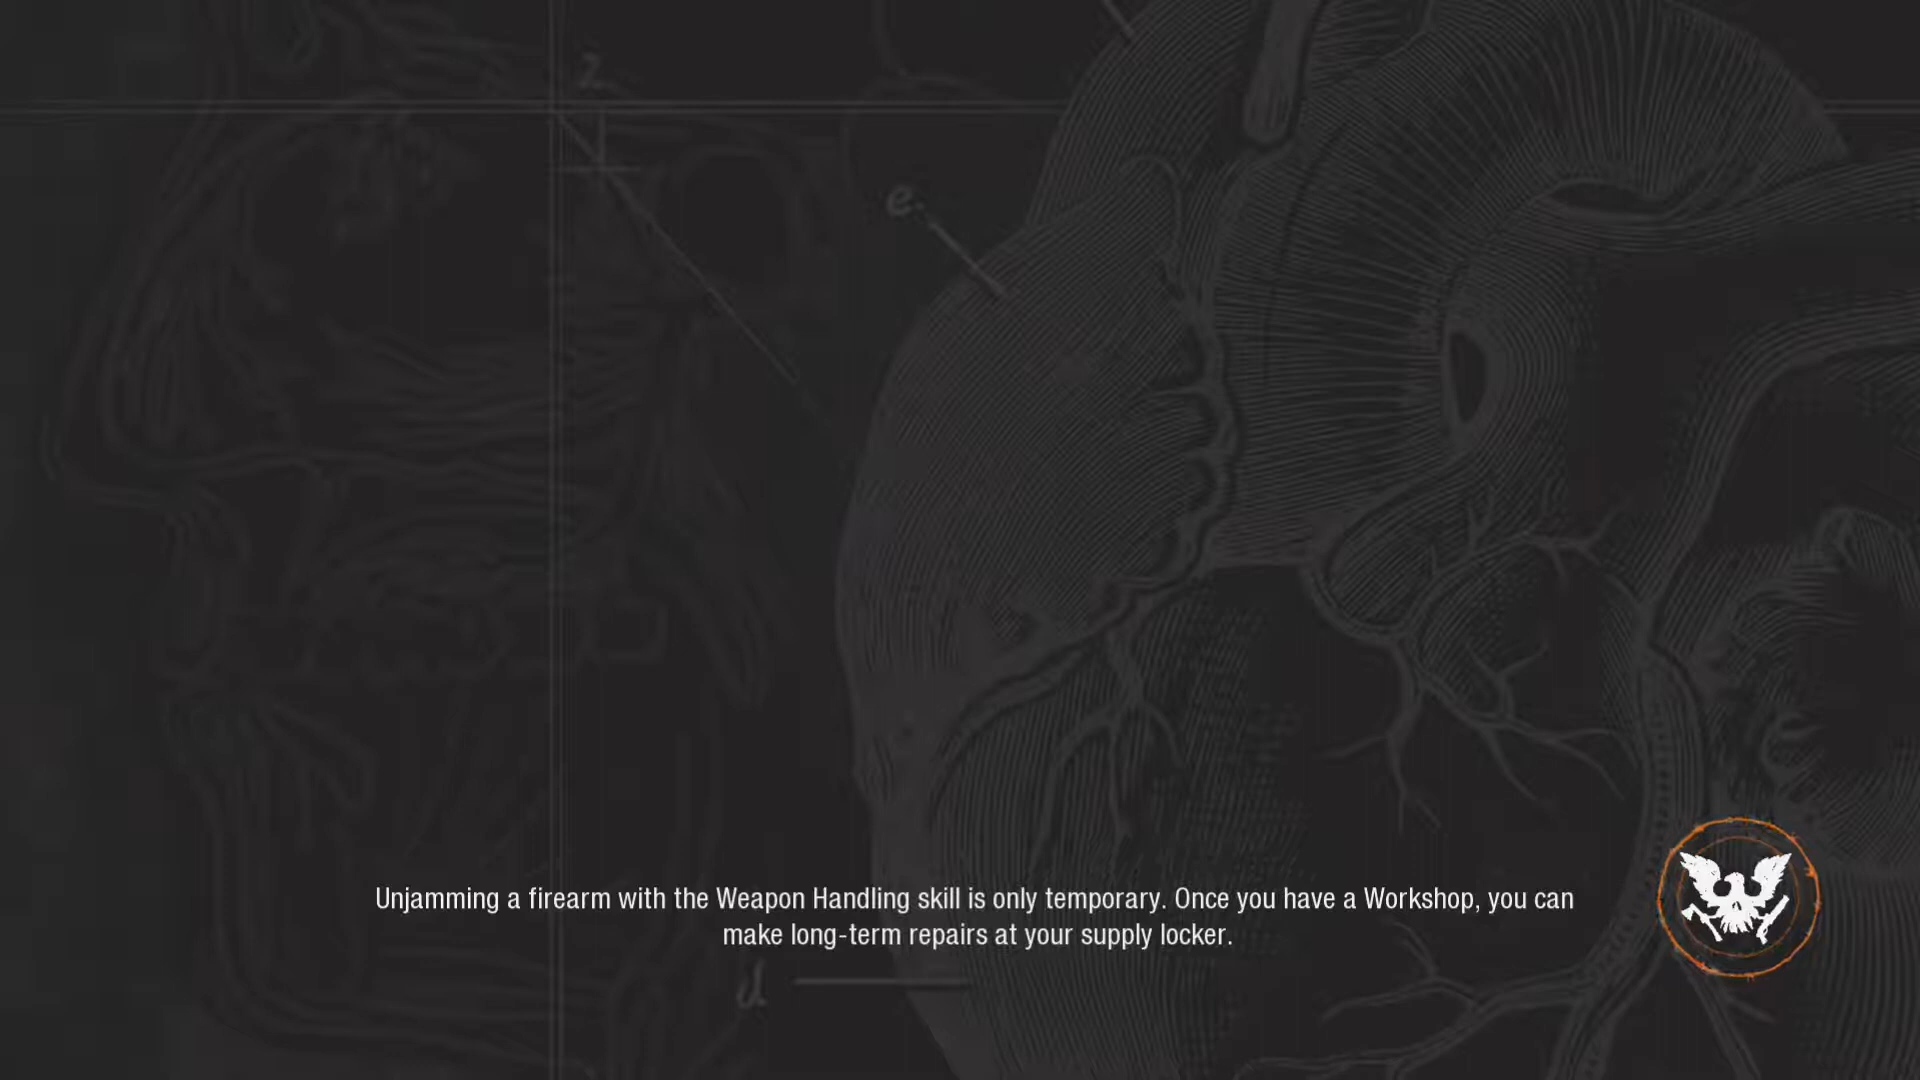 2.
e.
Unjamming a firearm with the Weapon Handling skill is only temporary. Once you have a Workshop, you can
make long-term repairs at your supply locker.
d.